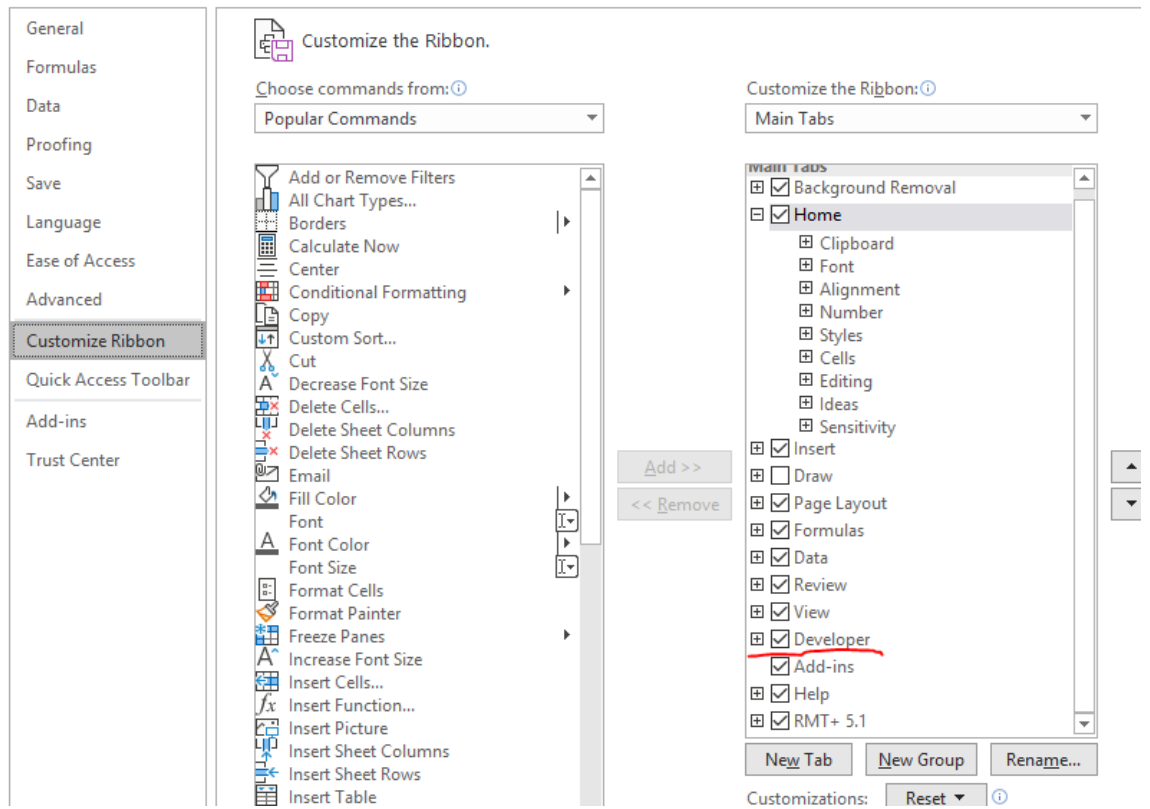 General
Formulas
Data
Proofing
Save
Language
Ease of Access
Advanced
Customize Ribbon
Quick Access Toolbar
Add-ins
Trust Center
Customize the Ribbon.
Choose commands from:
Popular Commands
Add or Remove Filters
All Chart Types...
Borders
Calculate Now
Center
Conditional Formatting
Copy
Custom Sort...
Cut
Decrease Font Size
Delete Cells...
Delete Sheet Columns
Delete Sheet Rows
Email
Fill Color
Font
Font Color
Font Size
Format Cells
Format Painter
Freeze Panes
Increase Font Size
Insert Cells...
Insert Function...
Insert Picture
Insert Sheet Columns
Insert Sheet Rows
Insert Table
Add >>
<< Remove
Customize the Ribbon:
Main Tabs
Main Tabs
Background Removal
Home
Clipboard
Font
Alignment
Number
Styles
Cells
Editing
Ideas
Sensitivity
Insert
Draw
Page Layout
Formulas
Data
Review
View
Developer
Add-ins
Help
RMT+ 5.1
New Tab
New Group
Rename...
Customizations:
Reset